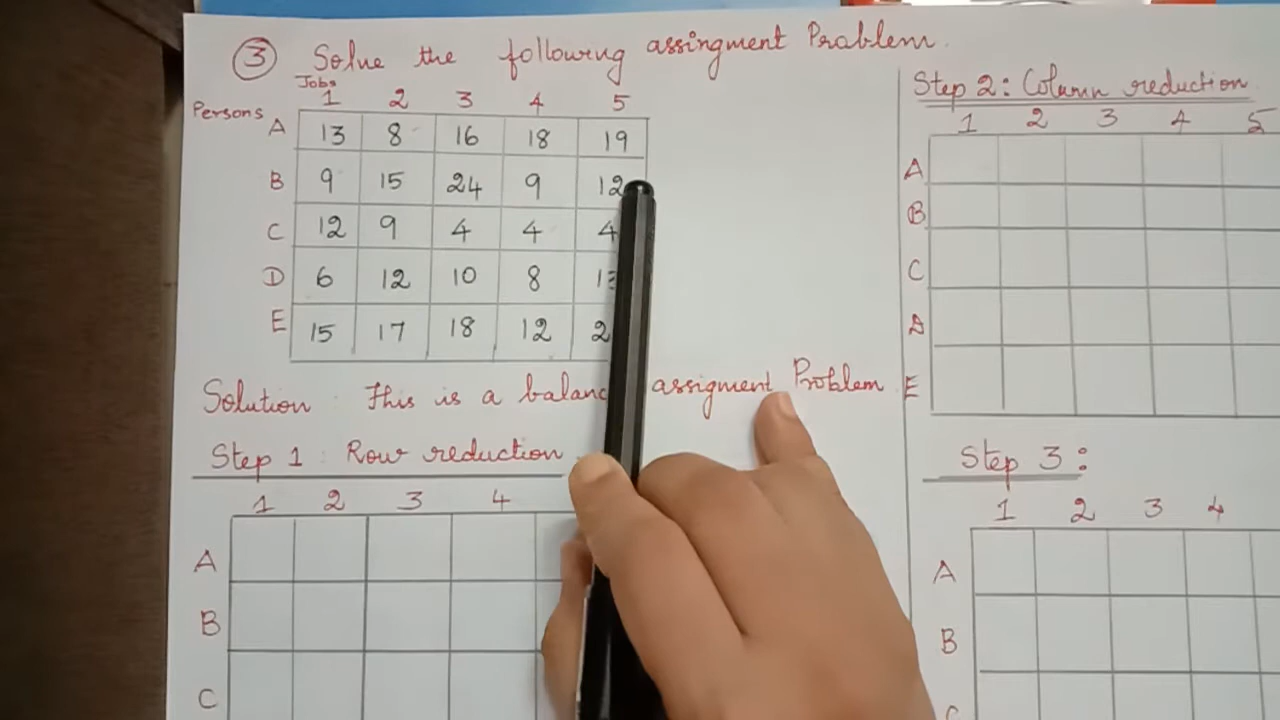 3 Solve the following assingment Problem.
Jobs
1 2 3 4 5
Persons
A 13 8 16 18 19
B 9 15 24 9 12
C 12 9 4 4 4
D 6 12 10 8
E 15 17 18 12
Solution This is a assigment Problem
Step 1: Row reduction
1 2 3 4
A
B
C
Step 2: Column reduction
1 2 3 4 5
A
B
C
D
E
Step 3:
1 2 3 4
A
B